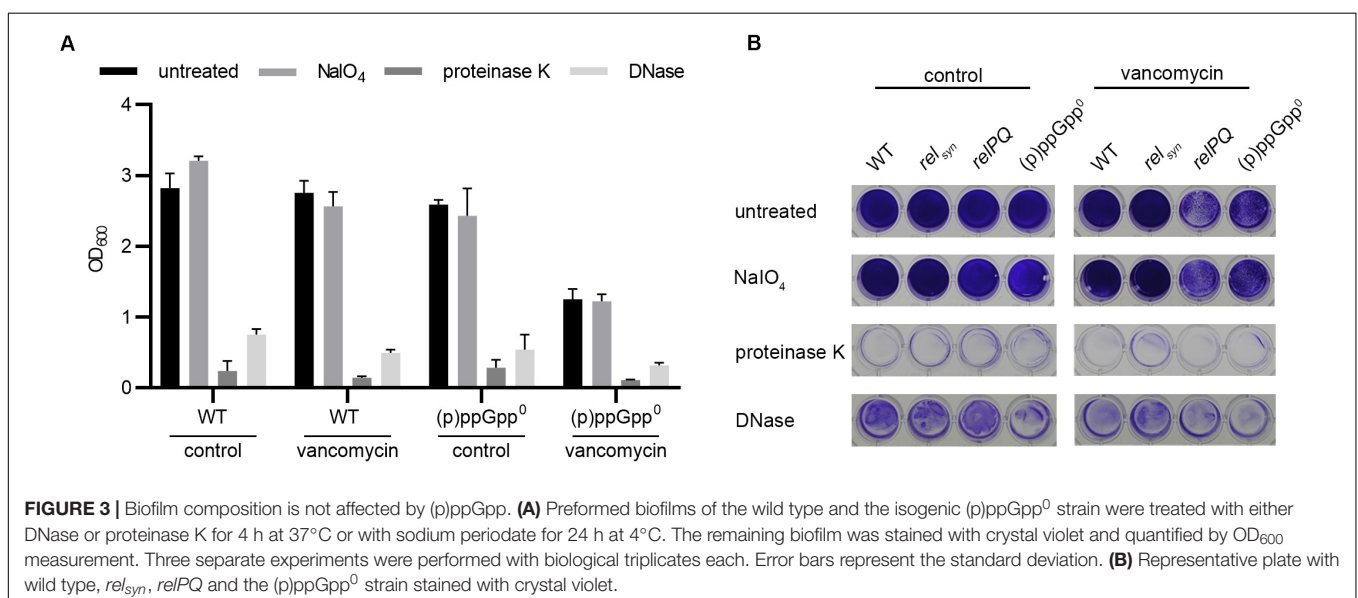 A
untreated NaIO4 proteinase K DNase
4
3
2
1
0
OD600
WT WT (p)ppGpp0 (p)ppGpp0
control vancomycin control vancomycin
B
control vancomycin
WT relsyn relPQ (p)ppGpp0 WT relsyn relPQ (p)ppGpp0
untreated
NaIO4
proteinase K
DNase
FIGURE 3 | Biofilm composition is not affected by (p)ppGpp. (A) Preformed biofilms of the wild type and the isogenic (p)ppGpp0 strain were treated with either
DNase or proteinase K for 4 h at 37°C or with sodium periodate for 24 h at 4°C. The remaining biofilm was stained with crystal violet and quantified by OD600
measurement. Three separate experiments were performed with biological triplicates each. Error bars represent the standard deviation. (B) Representative plate with
wild type, relsyn, relPQ and the (p)ppGpp0 strain stained with crystal violet.